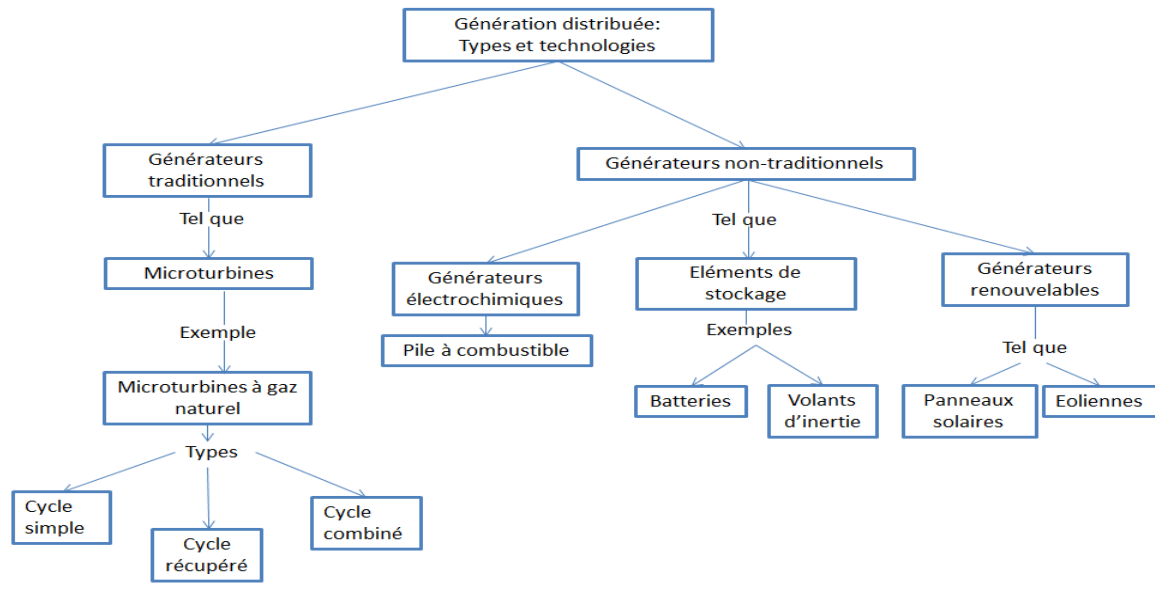 Génération distribuée:
Types et technologies
Générateurs
traditionnels
Générateurs non-traditionnels
Tel que
Tel que
Microturbines
Générateurs
électrochimiques
Eléments de
stockage
Générateurs
renouvelables
Exemple
Exemples
Pile à combustible
Tel que
Microturbines à gaz
naturel
Batteries
Volants
d’inertie
Panneaux
solaires
Eoliennes
Types
Cycle
simple
Cycle
récupéré
Cycle
combiné